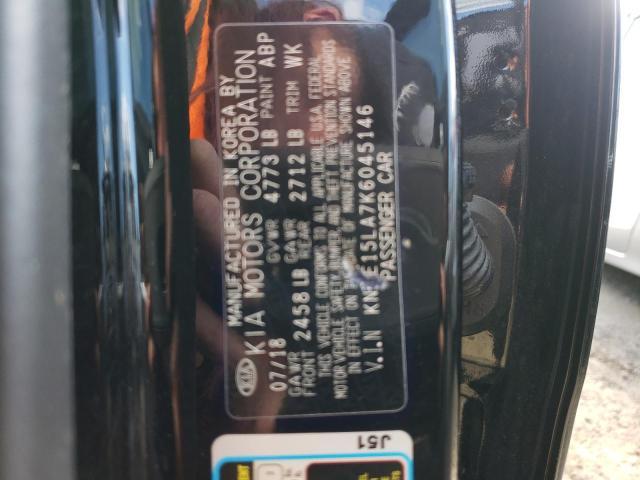 MANUFACTURED IN KOREA BY
KIA KIA MOTORS CORPORATION
07/18 GVWR 4773 LB PAINT ABP
GAWR FRONT 2458 LB GAWR REAR 2712 LB TRIM WK
THIS VEHICLE CONFORMS TO ALL APPLICABLE U.S.A. FEDERAL
MOTOR VEHICLE SAFETY, BUMPER, AND THEFT PREVENTION STANDARDS
IN EFFECT ON THE DATE OF MANUFACTURE SHOWN ABOVE
V.I.N E15LA7K6045146
PASSENGER CAR
J51